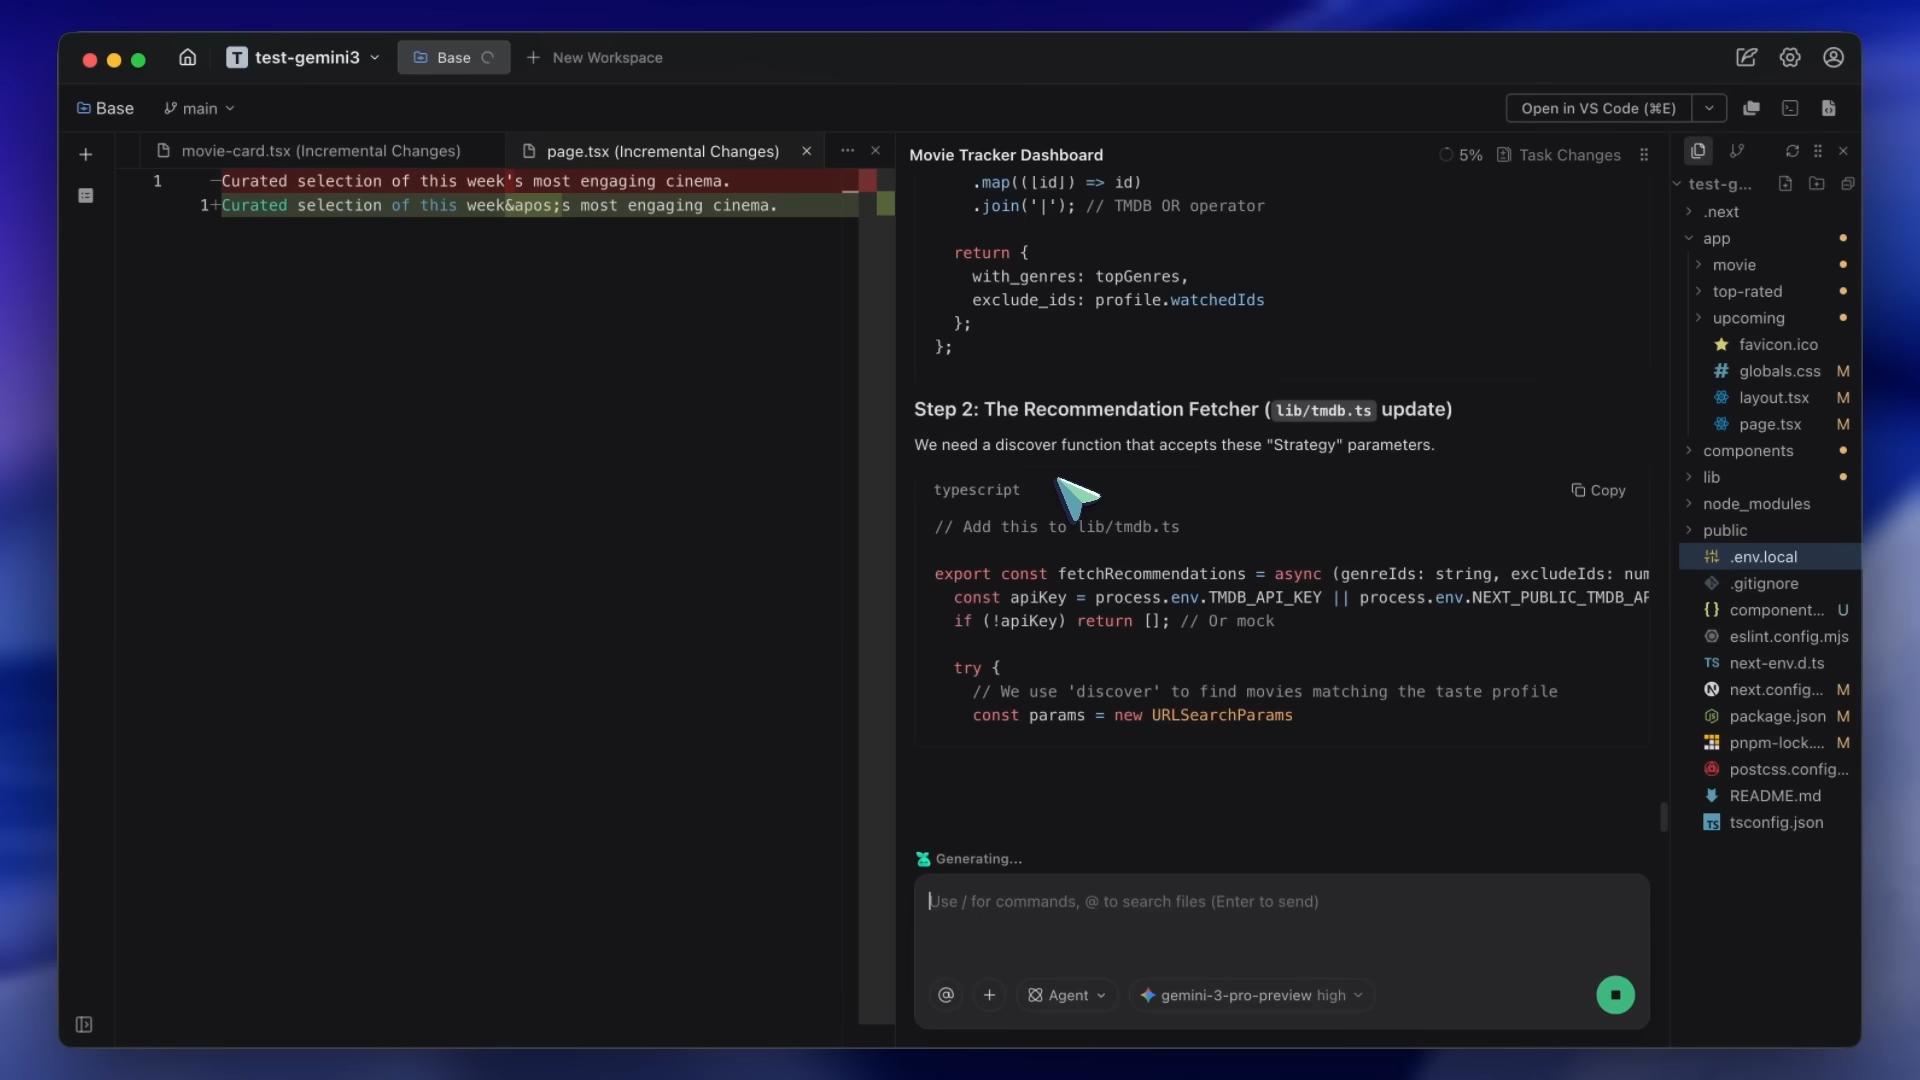 T test-gemini3
Base
New Workspace
Base
main
Open in VS Code (⌘E)
movie-card.tsx (Incremental Changes)
page.tsx (Incremental Changes)
1 −Curated selection of this week's most engaging cinema.
1+Curated selection of this week&apos;s most engaging cinema.
Movie Tracker Dashboard
5%
Task Changes
.map(([id]) => id)
.join('|'); // TMDB OR operator
return {
with_genres: topGenres,
exclude_ids: profile.watchedIds
};
};
Step 2: The Recommendation Fetcher (lib/tmdb.ts update)
We need a discover function that accepts these "Strategy" parameters.
typescript
Copy
// Add this to lib/tmdb.ts
export const fetchRecommendations = async (genreIds: string, excludeIds: num
const apiKey = process.env.TMDB_API_KEY || process.env.NEXT_PUBLIC_TMDB_AP
if (!apiKey) return []; // Or mock
try {
// We use 'discover' to find movies matching the taste profile
const params = new URLSearchParams
Generating...
Use / for commands, @ to search files (Enter to send)
Agent
gemini-3-pro-preview high
test-g...
.next
app
movie
top-rated
upcoming
favicon.ico
globals.css M
layout.tsx M
page.tsx M
components
lib
node_modules
public
.env.local
.gitignore
component... U
eslint.config.mjs
TS next-env.d.ts
next.config... M
package.json M
pnpm-lock.... M
postcss.config...
README.md
TS tsconfig.json